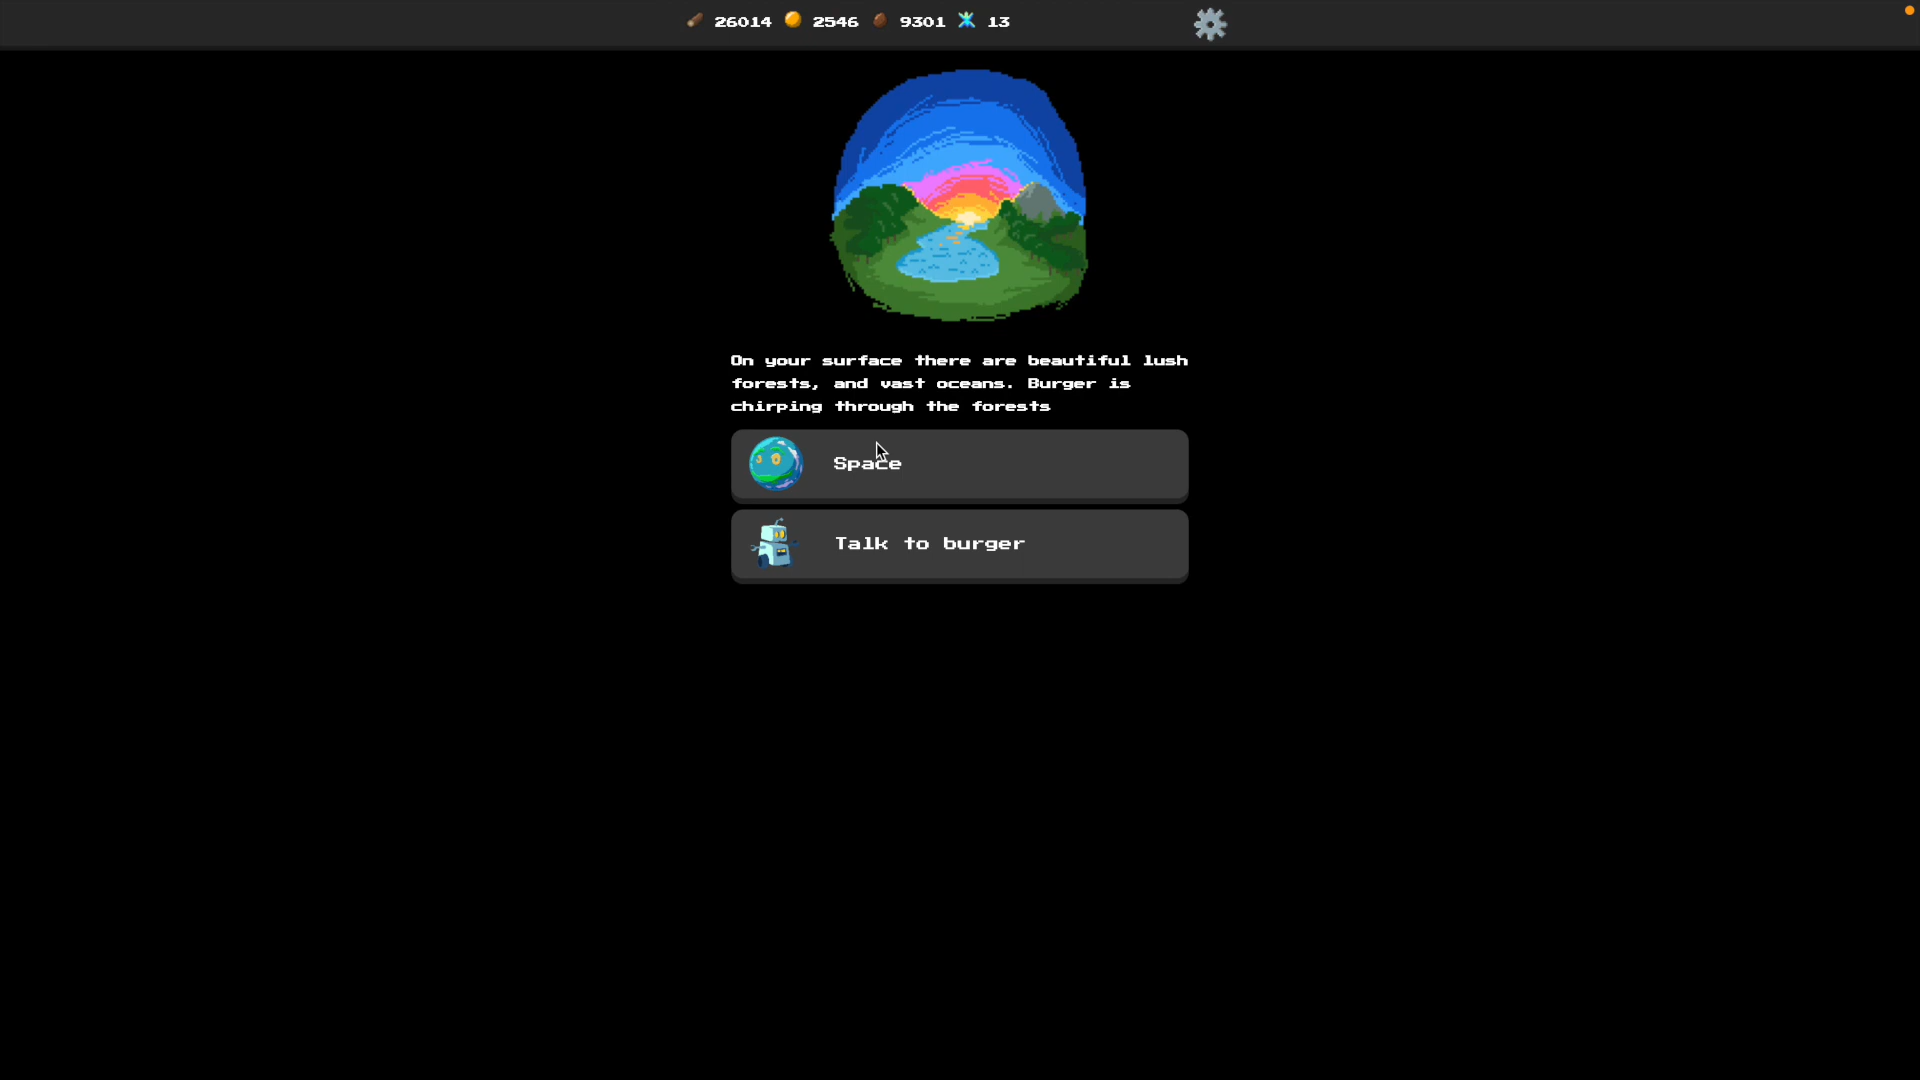 26014 2546 9301 13
On your surface there are beautiful lush
forests, and vast oceans. Burger is
chirping through the forests
Space
Talk to burger